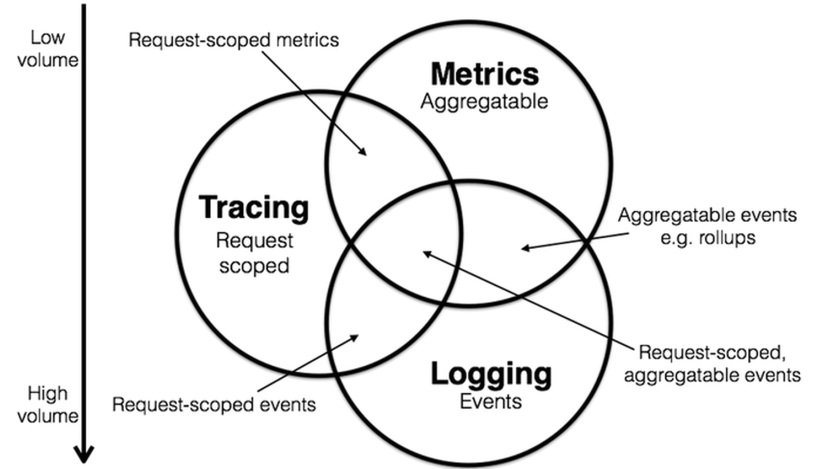 Low
volume
Request-scoped metrics
Metrics
Aggregatable
Tracing
Request
scoped
Aggregatable events
e.g. rollups
Request-scoped,
aggregatable events
Logging
Events
High
volume
Request-scoped events